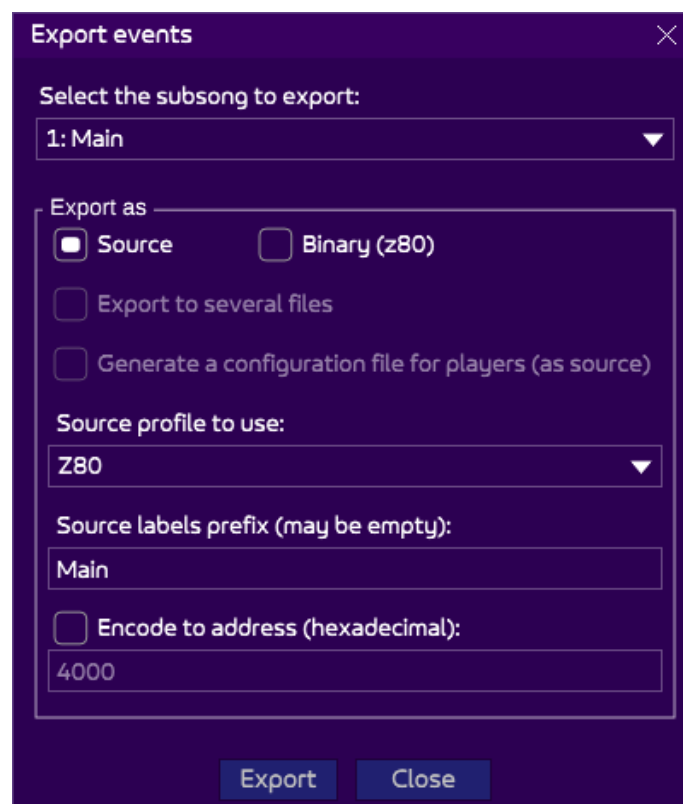 Export events
Select the subsong to export:
1: Main
Export as
Source Binary (z80)
Export to several files
Generate a configuration file for players (as source)
Source profile to use:
Z80
Source labels prefix (may be empty):
Main
Encode to address (hexadecimal):
4000
Export Close